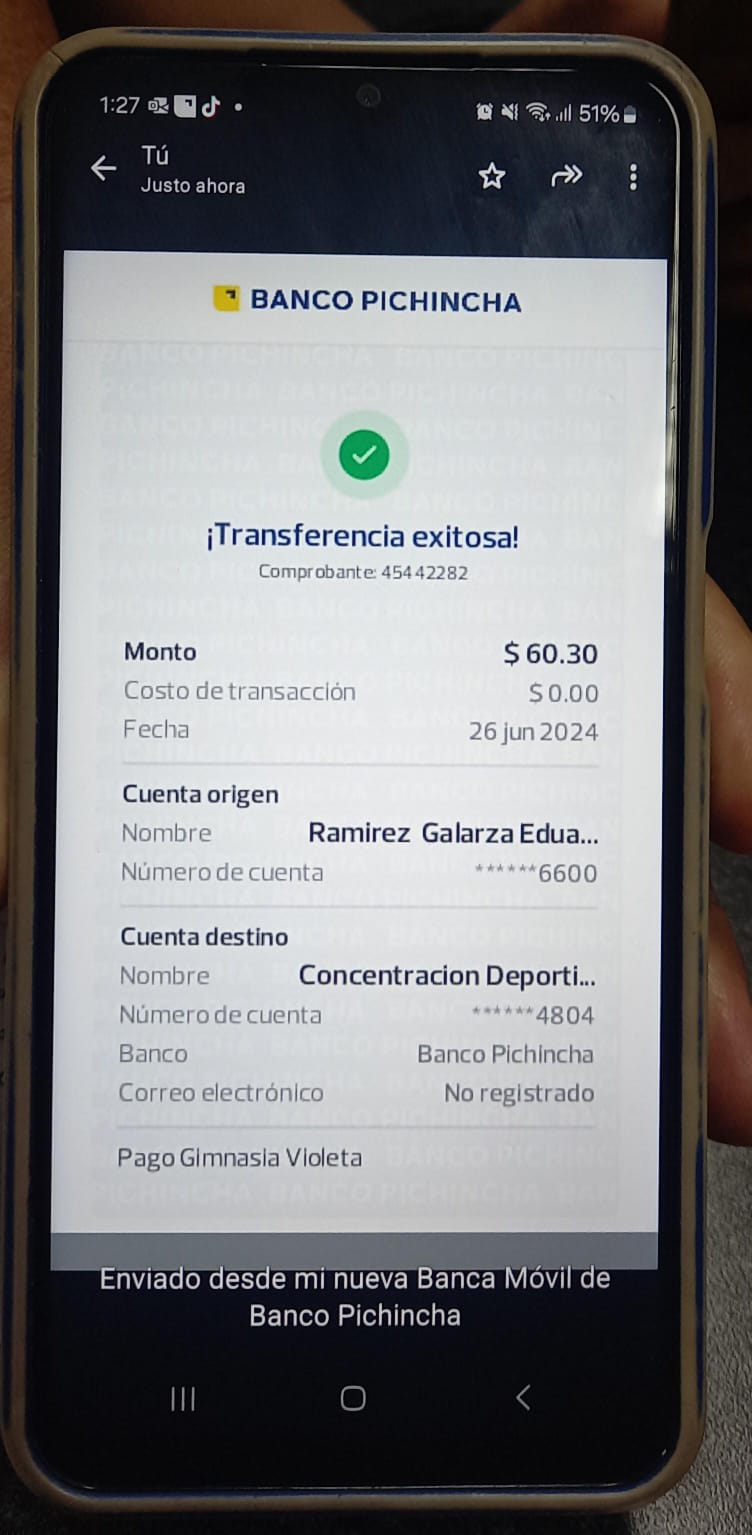 1:27 51%
Tú
Justo ahora
BANCO PICHINCHA
¡Transferencia exitosa!
Comprobante: 45442282
Monto $ 60.30
Costo de transacción $ 0.00
Fecha 26 jun 2024
Cuenta origen
Nombre Ramirez Galarza Edua...
Número de cuenta ******6600
Cuenta destino
Nombre Concentracion Deporti...
Número de cuenta ******4804
Banco Banco Pichincha
Correo electrónico No registrado
Pago Gimnasia Violeta
Enviado desde mi nueva Banca Móvil de
Banco Pichincha